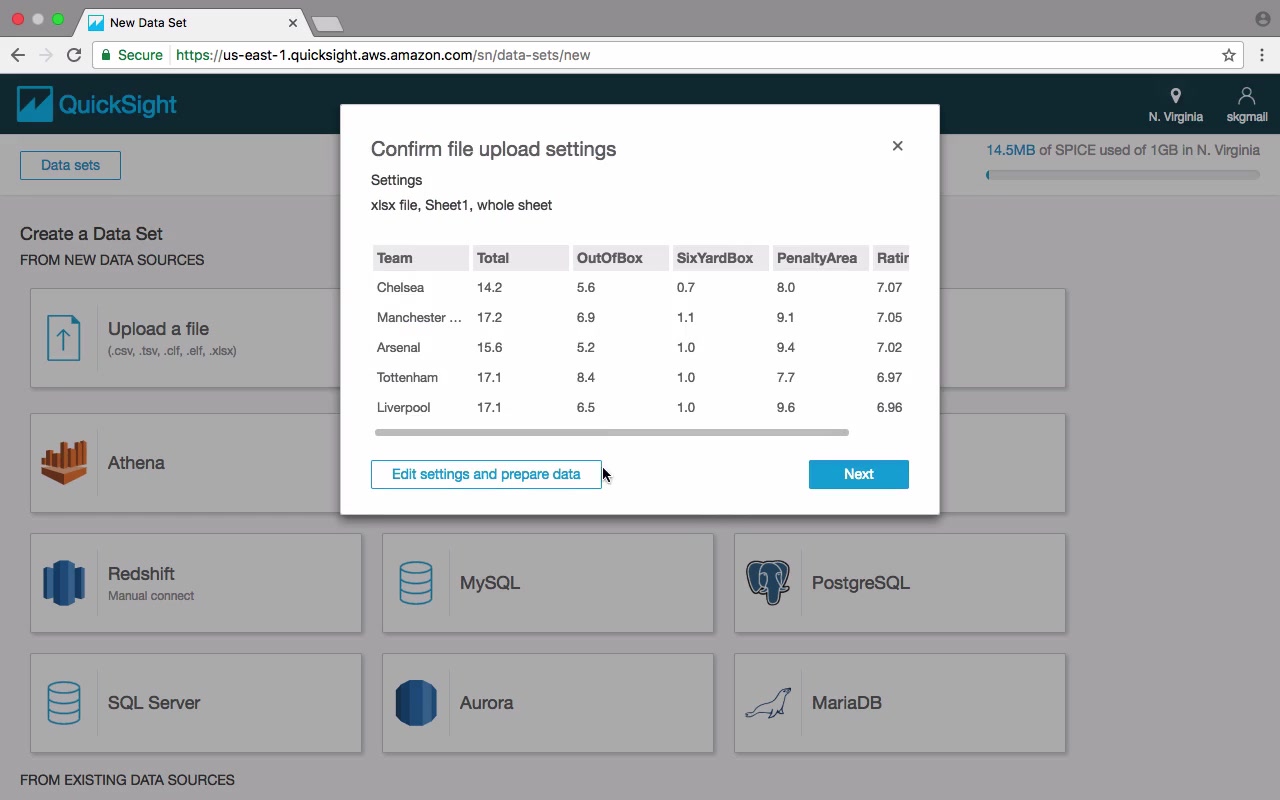 New Data Set
Secure https://us-east-1.quicksight.aws.amazon.com/sn/data-sets/new
QuickSight
N. Virginia
skgmail
Data sets
14.5MB of SPICE used of 1GB in N. Virginia
Create a Data Set
FROM NEW DATA SOURCES
Upload a file
(.csv, .tsv, .clf, .elf, .xlsx)
Athena
Redshift
Manual connect
MySQL
PostgreSQL
SQL Server
Aurora
MariaDB
FROM EXISTING DATA SOURCES
Confirm file upload settings
Settings
xlsx file, Sheet1, whole sheet
Team Total OutOfBox SixYardBox PenaltyArea
Chelsea 14.2 5.6 0.7 8.0 7.07
Manchester ... 17.2 6.9 1.1 9.1 7.05
Arsenal 15.6 5.2 1.0 9.4 7.02
Tottenham 17.1 8.4 1.0 7.7 6.97
Liverpool 17.1 6.5 1.0 9.6 6.96
Edit settings and prepare data
Next